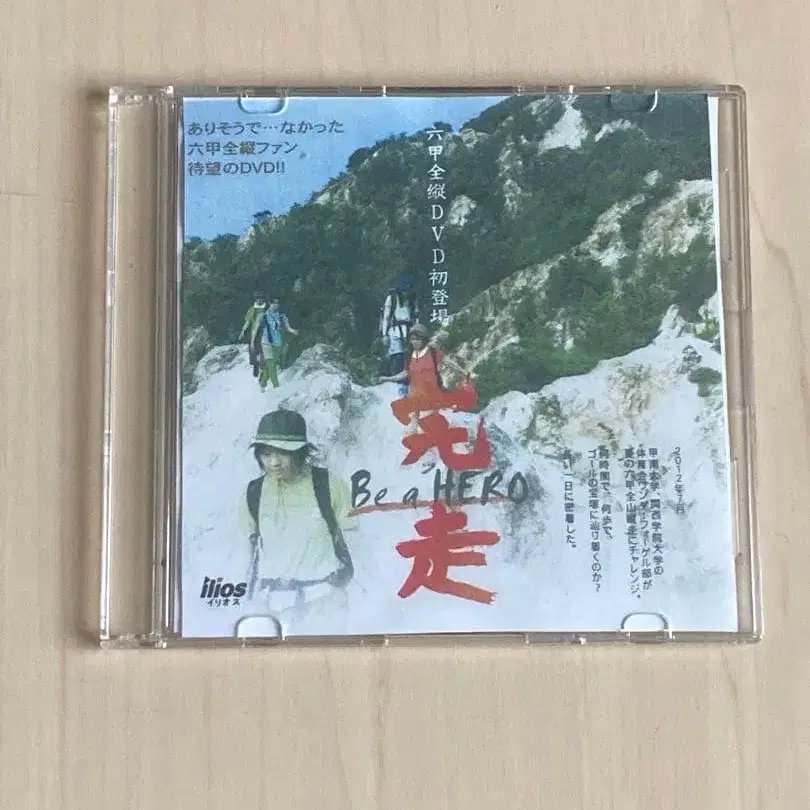 ありそうで…なかった
六甲全縦ファン
待望のDVD!!
六甲全縦DVD初登場
完走
Be a HERO
2012年7月
甲南大学、関西学院大学の
体育会ワンダーフォーゲル部が
夏の六甲全山縦走にチャレンジ。
何時間で、何歩で、
ゴールの宝塚に辿り着くのか?
長い一日に密着した。
ilios
イリオス